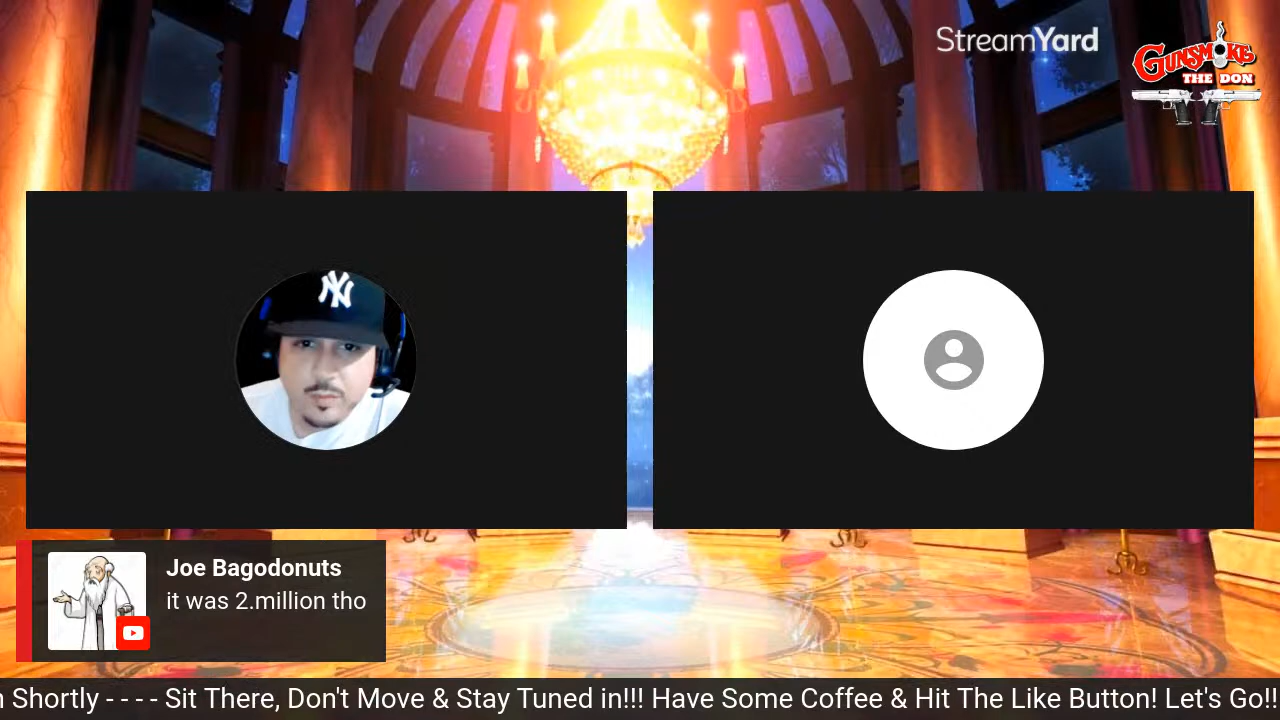 StreamYard
GUNSMOKE
THE DON
NY
Joe Bagodonuts
it was 2.million tho
n Shortly - - - - Sit There, Don't Move & Stay Tuned in!!! Have Some Coffee & Hit The Like Button! Let's Go!!